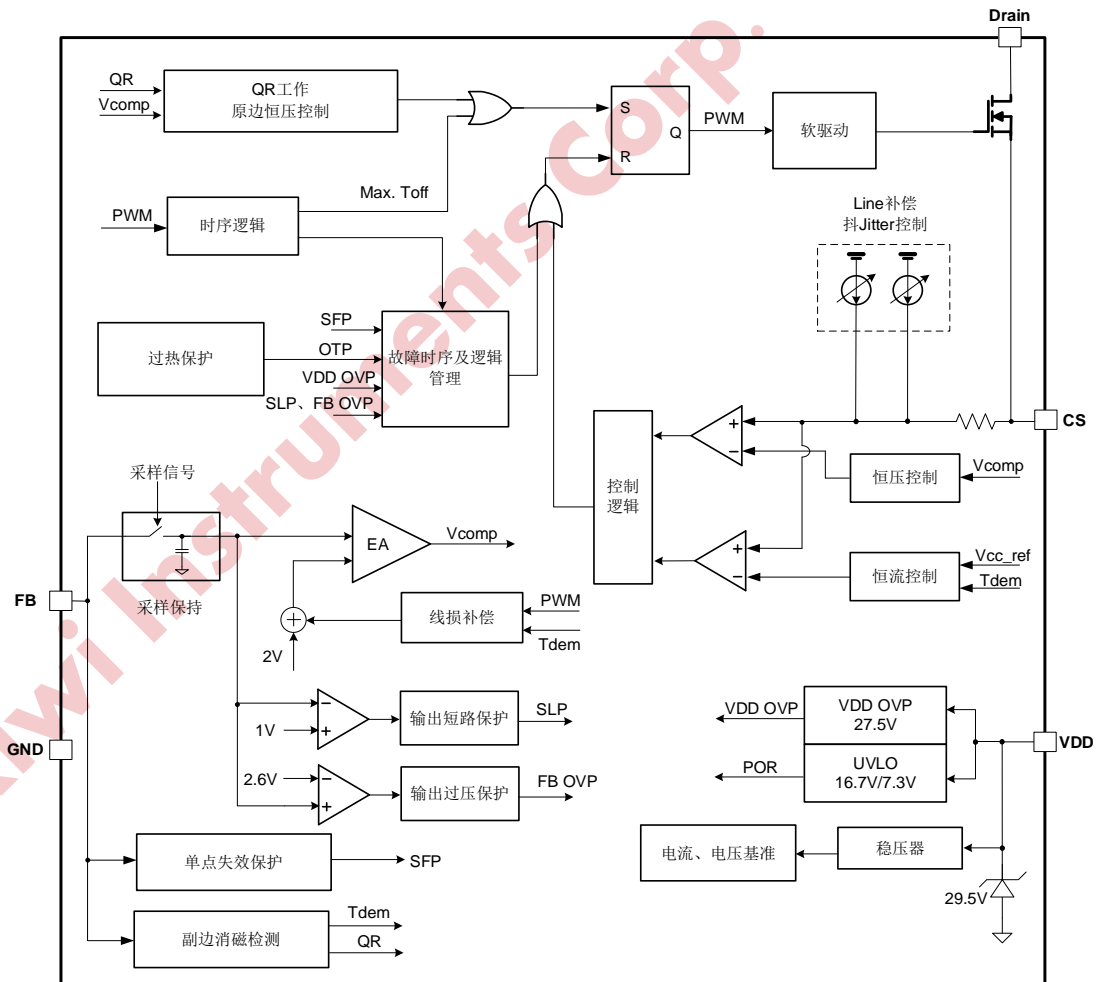 Drain
QR
Vcomp
QR工作
原边恒压控制
S
R
Q
PWM
软驱动
Max. Toff
PWM
时序逻辑
Line补偿
抖Jitter控制
过热保护
SFP
OTP
VDD OVP
SLP、FB OVP
故障时序及逻辑
管理
CS
+
−
恒压控制
Vcomp
控制
逻辑
采样信号
采样保持
EA
Vcomp
+
−
恒流控制
Vcc_ref
Tdem
FB
+
2V
线损补偿
PWM
Tdem
−
+
1V
输出短路保护
SLP
GND
2.6V
−
+
输出过压保护
FB OVP
VDD OVP
VDD OVP
27.5V
POR
UVLO
16.7V/7.3V
VDD
电流、电压基准
稳压器
29.5V
单点失效保护
SFP
副边消磁检测
Tdem
QR
kiwi Instruments Corp.